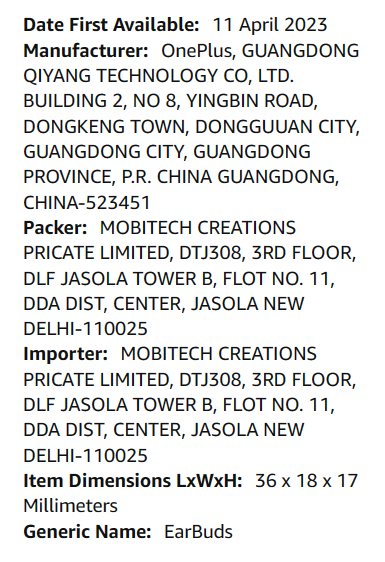 Date First Available: 11 April 2023
Manufacturer: OnePlus, GUANGDONG
QIYANG TECHNOLOGY CO, LTD.
BUILDING 2, NO 8, YINGBIN ROAD,
DONGKENG TOWN, DONGGUUAN CITY,
GUANGDONG CITY, GUANGDONG
PROVINCE, P.R. CHINA GUANGDONG,
CHINA-523451
Packer: MOBITECH CREATIONS
PRICATE LIMITED, DTJ308, 3RD FLOOR,
DLF JASOLA TOWER B, FLOT NO. 11,
DDA DIST, CENTER, JASOLA NEW
DELHI-110025
Importer: MOBITECH CREATIONS
PRICATE LIMITED, DTJ308, 3RD FLOOR,
DLF JASOLA TOWER B, FLOT NO. 11,
DDA DIST, CENTER, JASOLA NEW
DELHI-110025
Item Dimensions LxWxH: 36 x 18 x 17
Millimeters
Generic Name: EarBuds